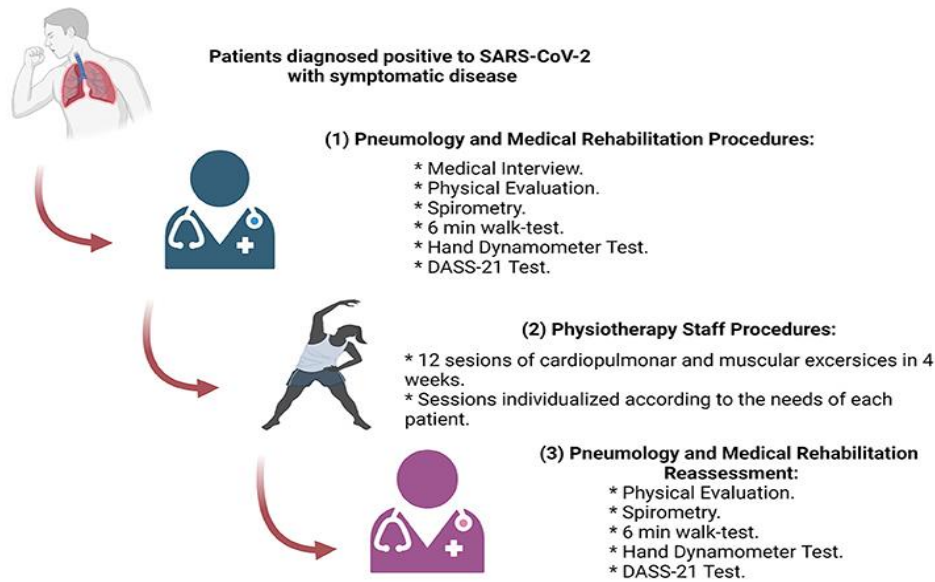 Patients diagnosed positive to SARS-CoV-2
with symptomatic disease
(1) Pneumology and Medical Rehabilitation Procedures:
* Medical Interview.
* Physical Evaluation.
* Spirometry.
* 6 min walk-test.
* Hand Dynamometer Test.
* DASS-21 Test.
(2) Physiotherapy Staff Procedures:
* 12 sesions of cardiopulmonar and muscular excersices in 4
weeks.
* Sessions individualized according to the needs of each
patient.
(3) Pneumology and Medical Rehabilitation
Reassessment:
* Physical Evaluation.
* Spirometry.
* 6 min walk-test.
* Hand Dynamometer Test.
* DASS-21 Test.